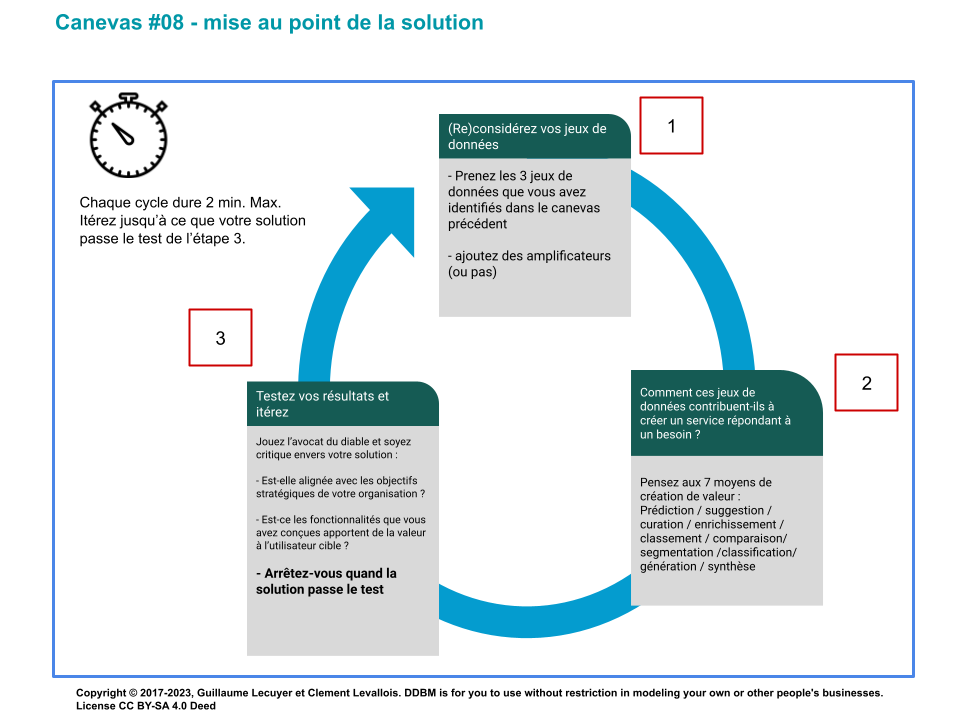 Canevas #08 - mise au point de la solution
Chaque cycle dure 2 min. Max.
Itérez jusqu'à ce que votre solution
passe le test de l'étape 3.
1
(Re)considérez vos jeux de
données
- Prenez les 3 jeux de
données que vous avez
identifiés dans le canevas
précédent
- ajoutez des amplificateurs
(ou pas)
2
Comment ces jeux de
données contribuent-ils à
créer un service répondant à
un besoin ?
Pensez aux 7 moyens de
création de valeur :
Prédiction / suggestion /
curation / enrichissement /
classement / comparaison/
segmentation /classification/
génération / synthèse
3
Testez vos résultats et
itérez
Jouez l'avocat du diable et soyez
critique envers votre solution :
- Est-elle alignée avec les objectifs
stratégiques de votre organisation ?
- Est-ce les fonctionnalités que vous
avez conçues apportent de la valeur
à l'utilisateur cible ?
- Arrêtez-vous quand la
solution passe le test
Copyright © 2017-2023, Guillaume Lecuyer et Clement Levallois. DDBM is for you to use without restriction in modeling your own or other people's businesses.
License CC BY-SA 4.0 Deed